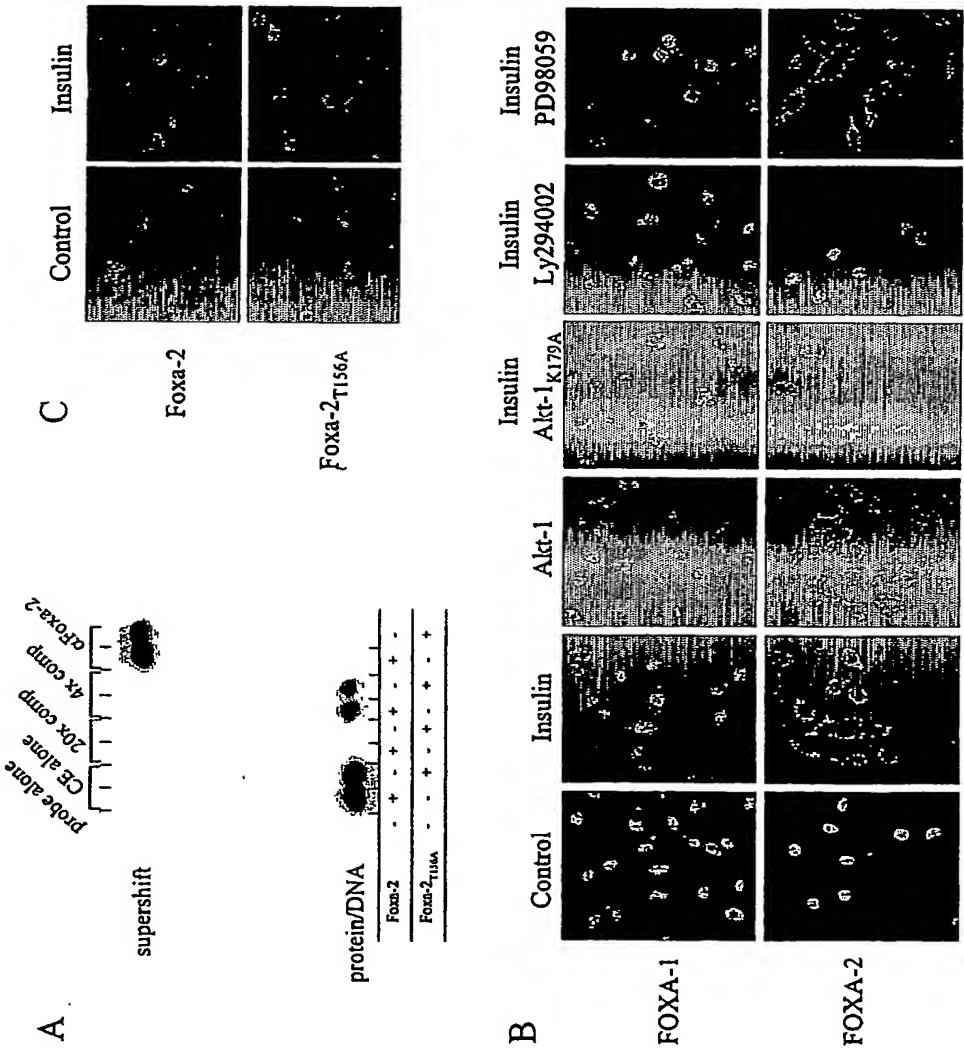 A
probe alone
CE alone
20x comp
4x comp
αFoxa-2
supershift
protein/DNA
Foxa-2 - + - + - + - + -
Foxa-2T156A - - + - + - + - +
B
Control
Insulin
Akt-1
Insulin
Akt-1K179A
Insulin
Ly294002
Insulin
PD98059
FOXA-1
FOXA-2
C
Control
Insulin
Foxa-2
Foxa-2T156A